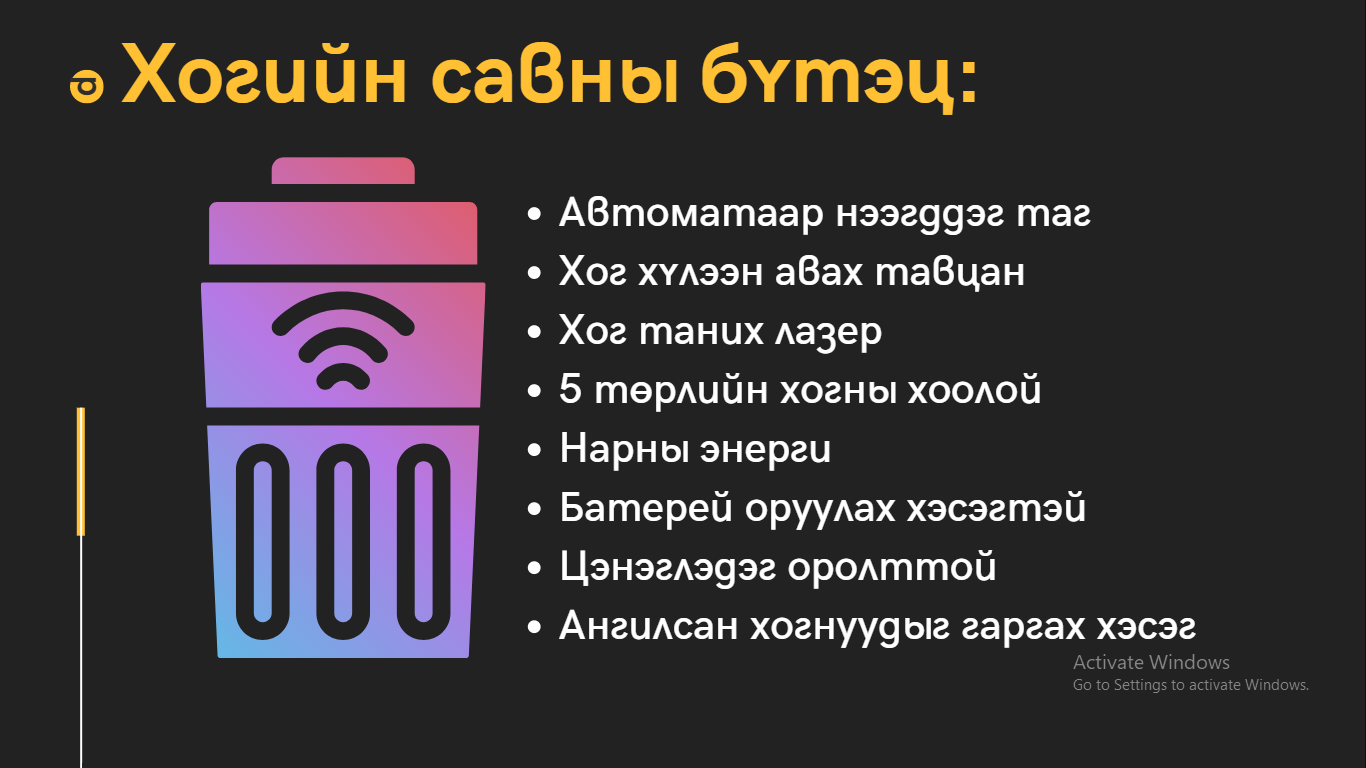 Хогийн савны бүтэц:
• Автоматаар нээгддэг таг
• Хог хүлээн авах тавцан
• Хог таних лазер
• 5 төрлийн хогны хоолой
• Нарны энерги
• Батерей оруулах хэсэгтэй
• Цэнэглэдэг оролттой
• Ангилсан хогнуудыг гаргах хэсэг
Activate Windows
Go to Settings to activate Windows.